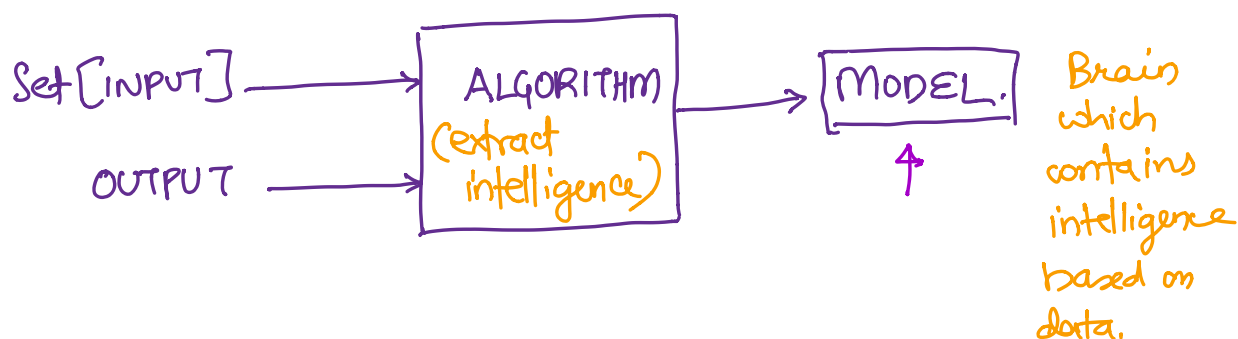 Set[INPUT]
OUTPUT
ALGORITHM
(extract
intelligence)
MODEL.
Brain
which
contains
intelligence
based on
data.